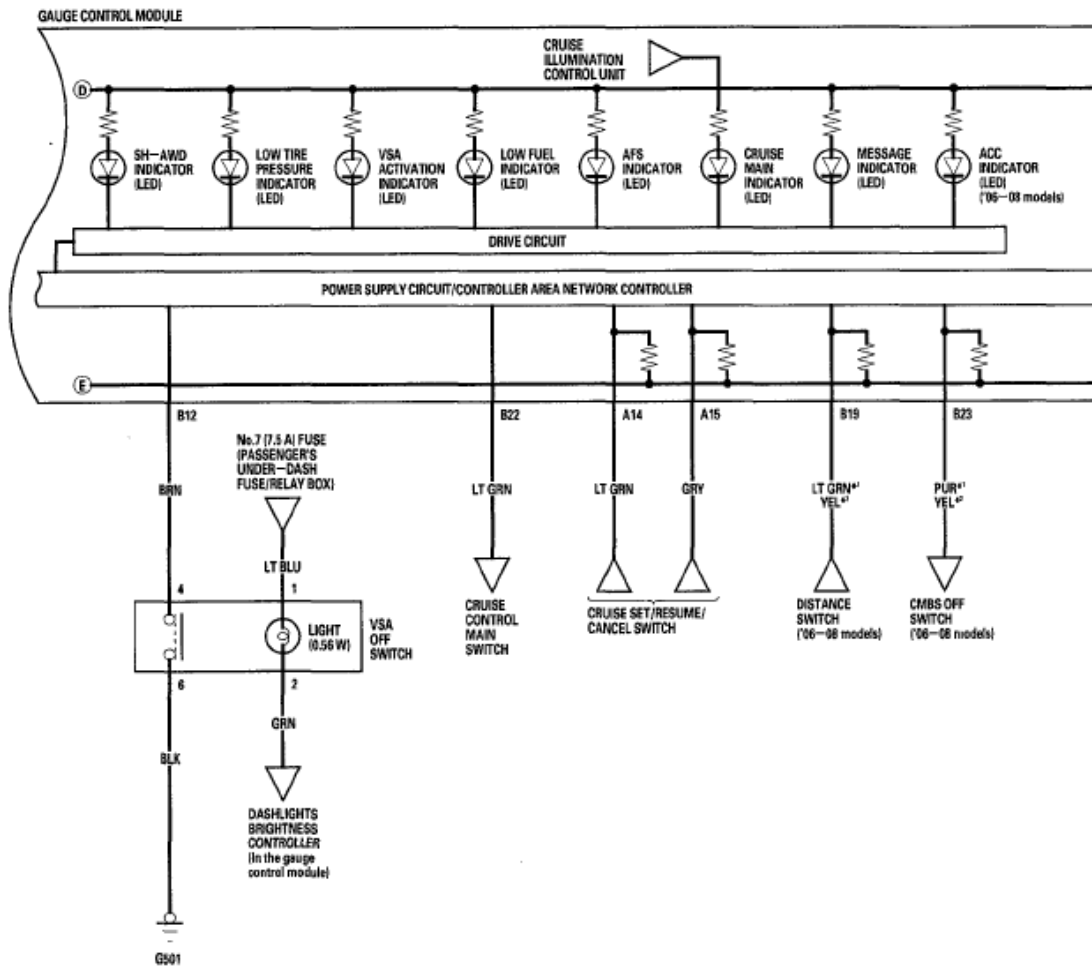 GAUGE CONTROL MODULE
CRUISE
ILLUMINATION
CONTROL UNIT
D
SH-AWD
INDICATOR
(LED)
LOW TIRE
PRESSURE
INDICATOR
(LED)
VSA
ACTIVATION
INDICATOR
(LED)
LOW FUEL
INDICATOR
(LED)
AFS
INDICATOR
(LED)
CRUISE
MAIN
INDICATOR
(LED)
MESSAGE
INDICATOR
(LED)
ACC
INDICATOR
(LED)
('06-08 models)
DRIVE CIRCUIT
POWER SUPPLY CIRCUIT/CONTROLLER AREA NETWORK CONTROLLER
E
B12
B22
A14
A15
B19
B23
No.7 (7.5 A) FUSE
(PASSENGER'S
UNDER-DASH
FUSE/RELAY BOX)
BRN
LT GRN
LT GRN
GRY
LT GRN*1
YEL*2
PUR*1
YEL*2
LT BLU
4
1
LIGHT
(0.56 W)
VSA
OFF
SWITCH
6
2
CRUISE
CONTROL
MAIN
SWITCH
CRUISE SET/RESUME/
CANCEL SWITCH
DISTANCE
SWITCH
('06-08 models)
CMBS OFF
SWITCH
('06-08 models)
GRN
BLK
DASHLIGHTS
BRIGHTNESS
CONTROLLER
(In the gauge
control module)
G501